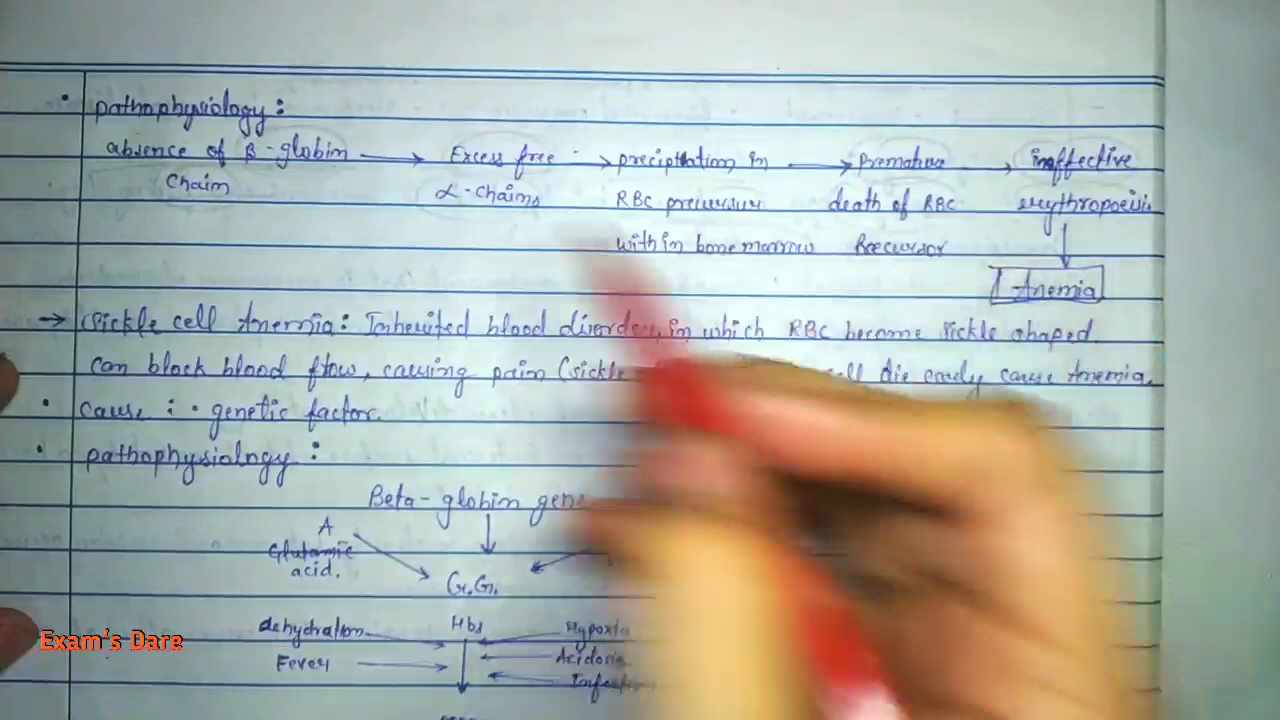 • pathophysiology :
absence of β-globin → Excess free → precipitation in → premature → ineffective
chain α-chains RBC precursur death of RBC erythropoesis
within bone marrow Precursor ↓
Anemia
→ Sickle cell Anemia : Inherited blood disorder, in which RBC become sickle shaped.
Can block blood flow, causing pain (sickle cell die early cause Anemia.
• cause : • genetic factor.
• pathophysiology :
Beta-globin gene
A
Glutamic
acid.
dehydration Hbs Hypoxia
Fever Acidosis
Exam's Dare